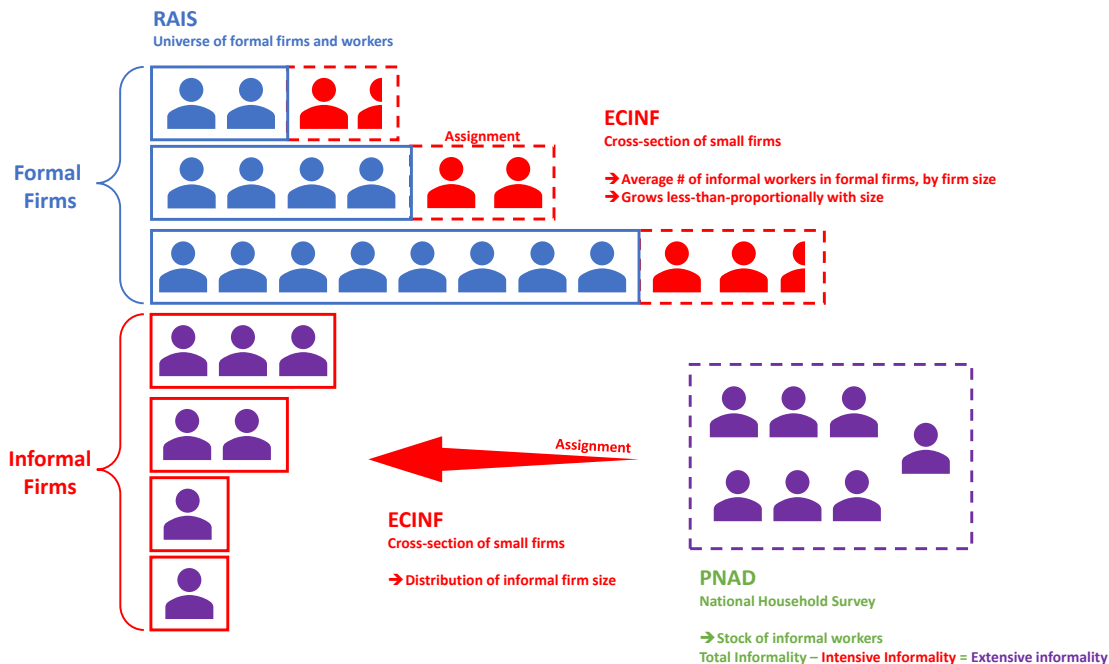 RAIS
Universe of formal firms and workers
Formal
Firms
Assignment
ECINF
Cross-section of small firms
➔ Average # of informal workers in formal firms, by firm size
➔ Grows less-than-proportionally with size
Informal
Firms
Assignment
ECINF
Cross-section of small firms
➔ Distribution of informal firm size
PNAD
National Household Survey
➔ Stock of informal workers
Total Informality – Intensive Informality = Extensive informality